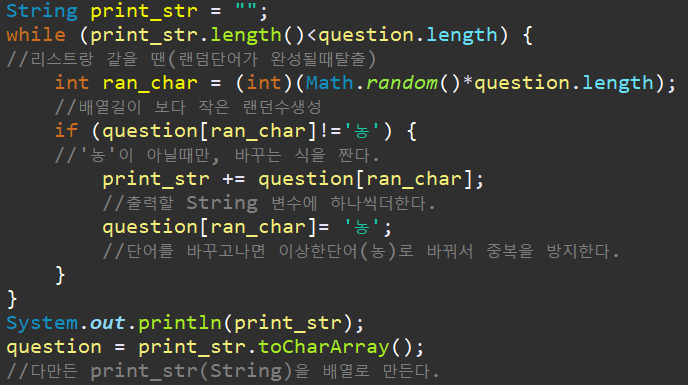 String print_str = "";
while (print_str.length()<question.length) {
//리스트랑 같을 땐(랜덤단어가 완성될때탈출)
    int ran_char = (int)(Math.random()*question.length);
    //배열길이 보다 작은 랜던수생성
    if (question[ran_char]!='농') {
    //'농'이 아닐때만, 바꾸는 식을 짠다.
        print_str += question[ran_char];
        //출력할 String 변수에 하나씩더한다.
        question[ran_char]= '농';
        //단어를 바꾸고나면 이상한단어(농)로 바꿔서 중복을 방지한다.
    }
}
System.out.println(print_str);
question = print_str.toCharArray();
//다만든 print_str(String)을 배열로 만든다.